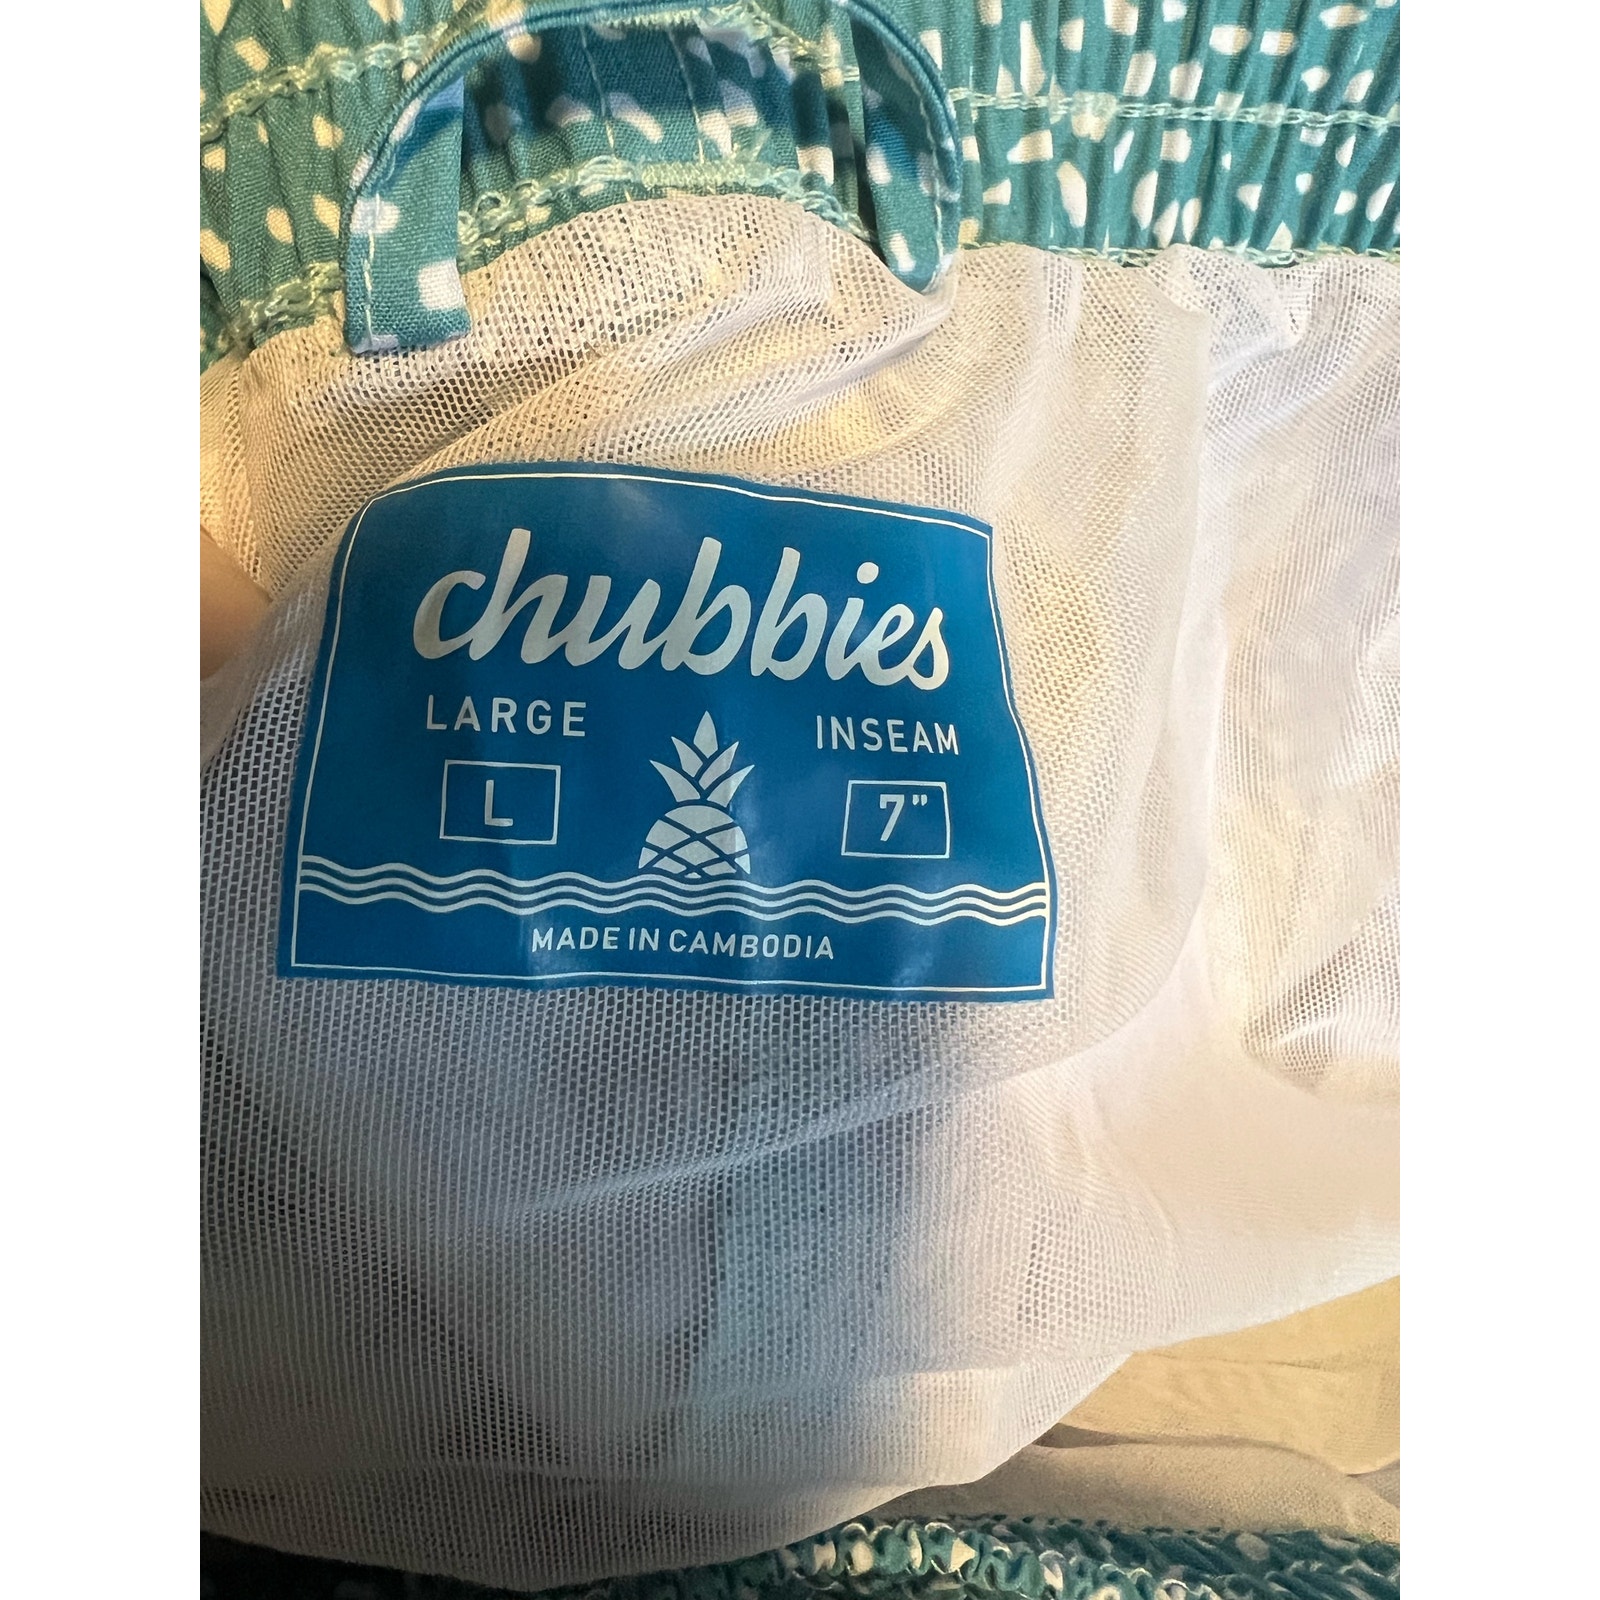 chubbies
LARGE
INSEAM
L
7"
MADE IN CAMBODIA